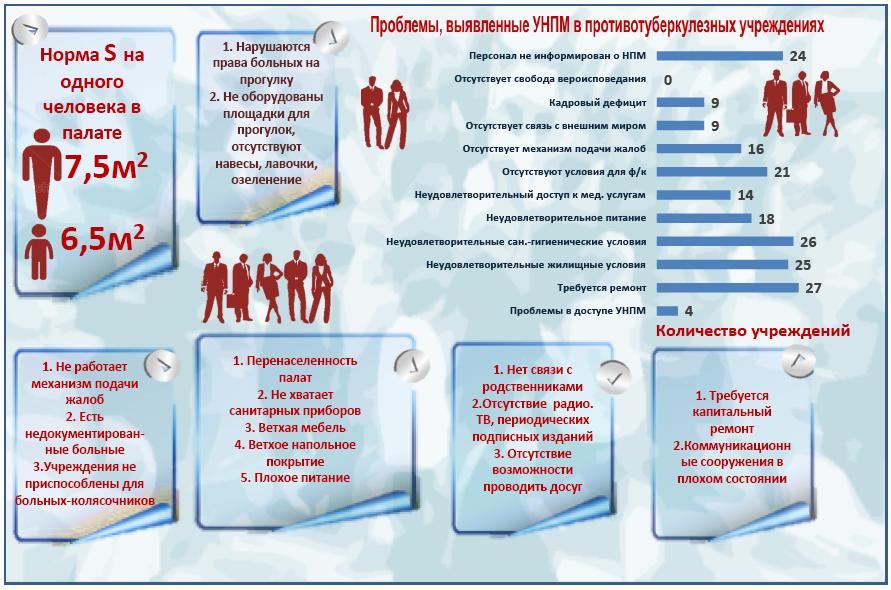 Проблемы, выявленные УНПМ в противотуберкулезных учреждениях
Норма S на
одного
человека в
палате
7,5м²
6,5м²
1. Нарушаются
права больных на
прогулку
2. Не оборудованы
площадки для
прогулок,
отсутствуют
навесы, лавочки,
озеленение
Персонал не информирован о НПМ 24
Отсутствует свобода вероисповедания 0
Кадровый дефицит 9
Отсутствует связь с внешним миром 9
Отсутствует механизм подачи жалоб 16
Отсутствуют условия для ф/к 21
Неудовлетворительный доступ к мед. услугам 14
Неудовлетворительное питание 18
Неудовлетворительные сан.-гигиенические условия 26
Неудовлетворительные жилищные условия 25
Требуется ремонт 27
Проблемы в доступе УНПМ 4
Количество учреждений
1. Не работает
механизм подачи
жалоб
2. Есть
недокументирован-
ные больные
3.Учреждения не
приспособлены для
больных-колясочников
1. Перенаселенность
палат
2. Не хватает
санитарных приборов
3. Ветхая мебель
4. Ветхое напольное
покрытие
5. Плохое питание
1. Нет связи с
родственниками
2.Отсутствие радио.
ТВ, периодических
подписных изданий
3. Отсутствие
возможности
проводить досуг
1. Требуется
капитальный
ремонт
2.Коммуникационн
ые сооружения в
плохом состоянии